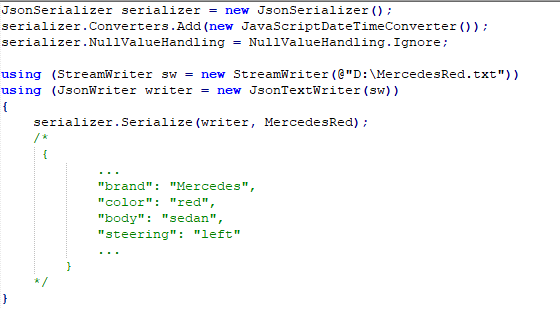 JsonSerializer serializer = new JsonSerializer();
serializer.Converters.Add(new JavaScriptDateTimeConverter());
serializer.NullValueHandling = NullValueHandling.Ignore;

using (StreamWriter sw = new StreamWriter(@"D:\MercedesRed.txt"))
using (JsonWriter writer = new JsonTextWriter(sw))
{
    serializer.Serialize(writer, MercedesRed);
    /*
     {
            ...
            "brand": "Mercedes",
            "color": "red",
            "body": "sedan",
            "steering": "left"
            ...
        }
    */
}